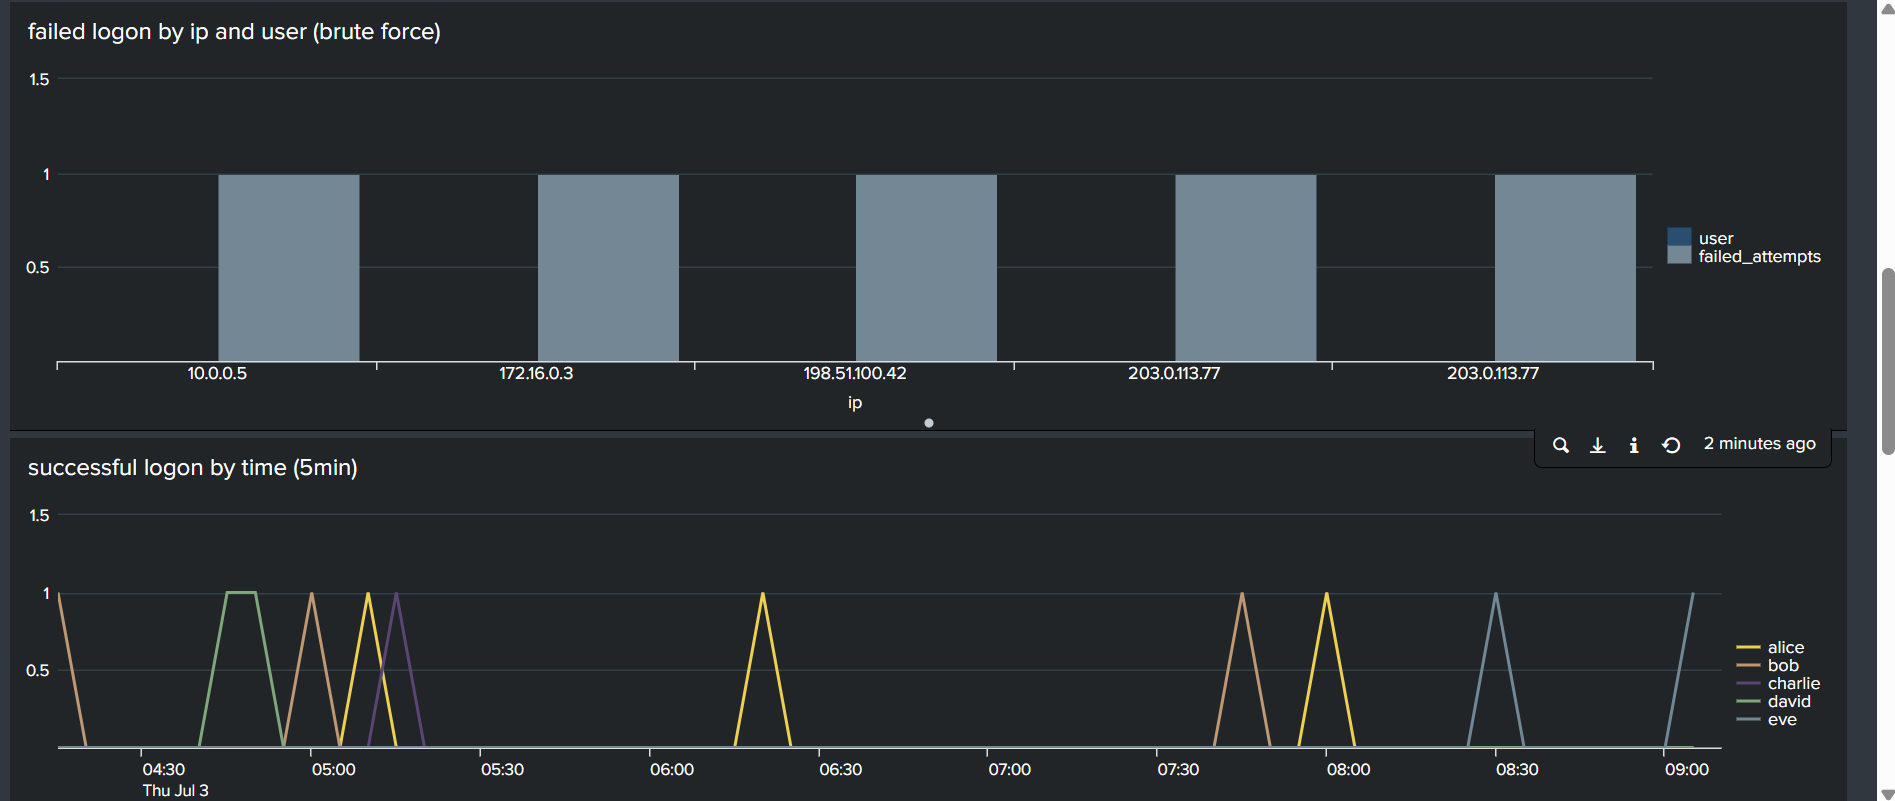 failed logon by ip and user (brute force)
1.5
1
0.5
user
failed_attempts
10.0.0.5 172.16.0.3 198.51.100.42 203.0.113.77 203.0.113.77
ip
2 minutes ago
successful logon by time (5min)
1.5
1
0.5
alice
bob
charlie
david
eve
04:30 05:00 05:30 06:00 06:30 07:00 07:30 08:00 08:30 09:00
Thu Jul 3